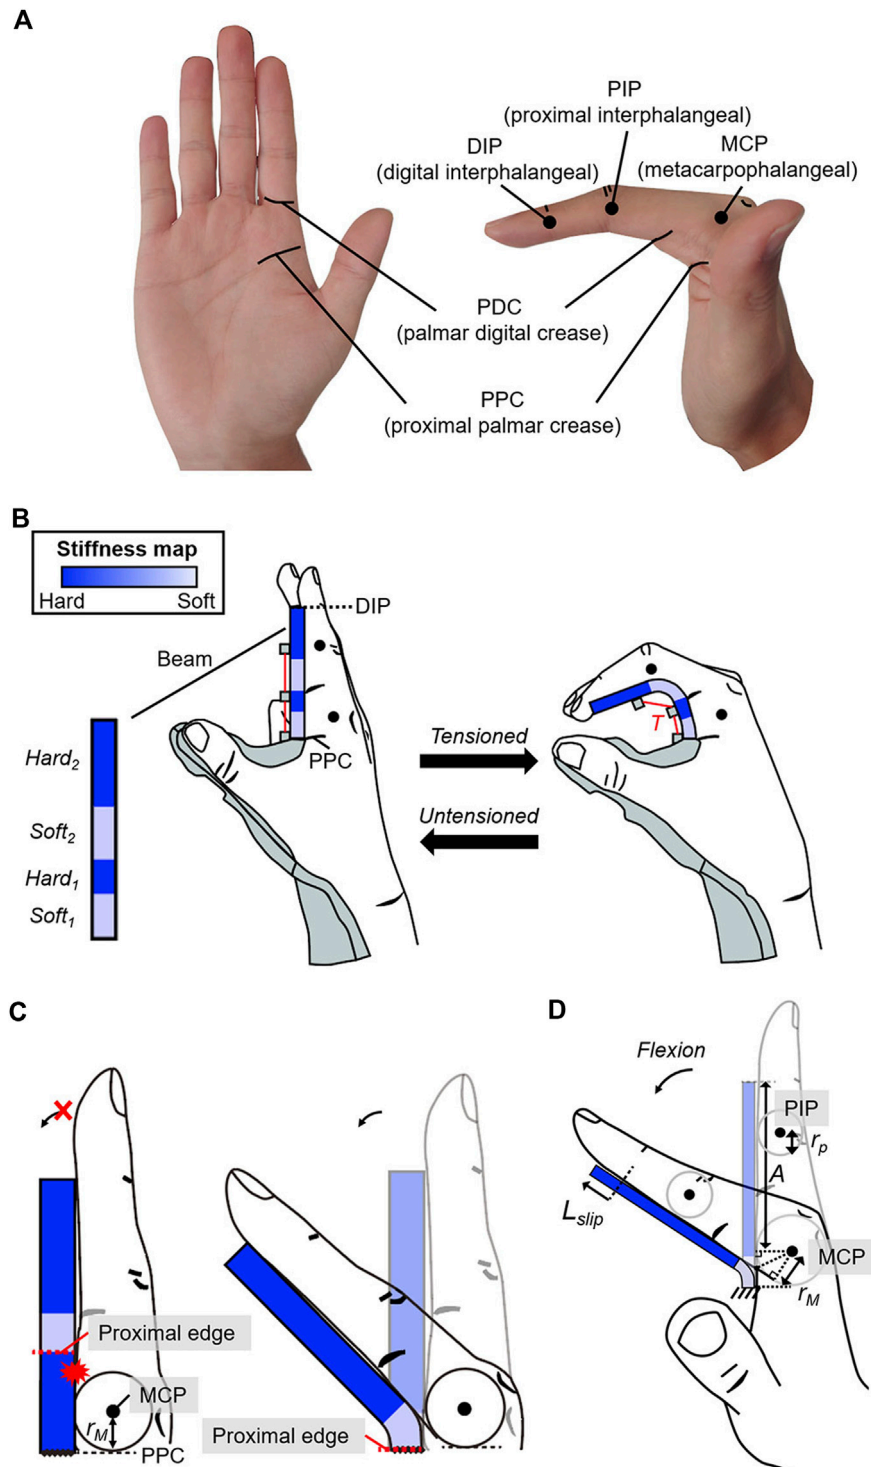 A
PIP
(proximal interphalangeal)
DIP
(digital interphalangeal)
MCP
(metacarpophalangeal)
PDC
(palmar digital crease)
PPC
(proximal palmar crease)
B
Stiffness map
Hard
Soft
DIP
Beam
PPC
Hard2
Soft2
Hard1
Soft1
Tensioned
Untensioned
T
C
Proximal edge
MCP
rM
PPC
Proximal edge
D
Flexion
PIP
rp
A
Lslip
MCP
rM